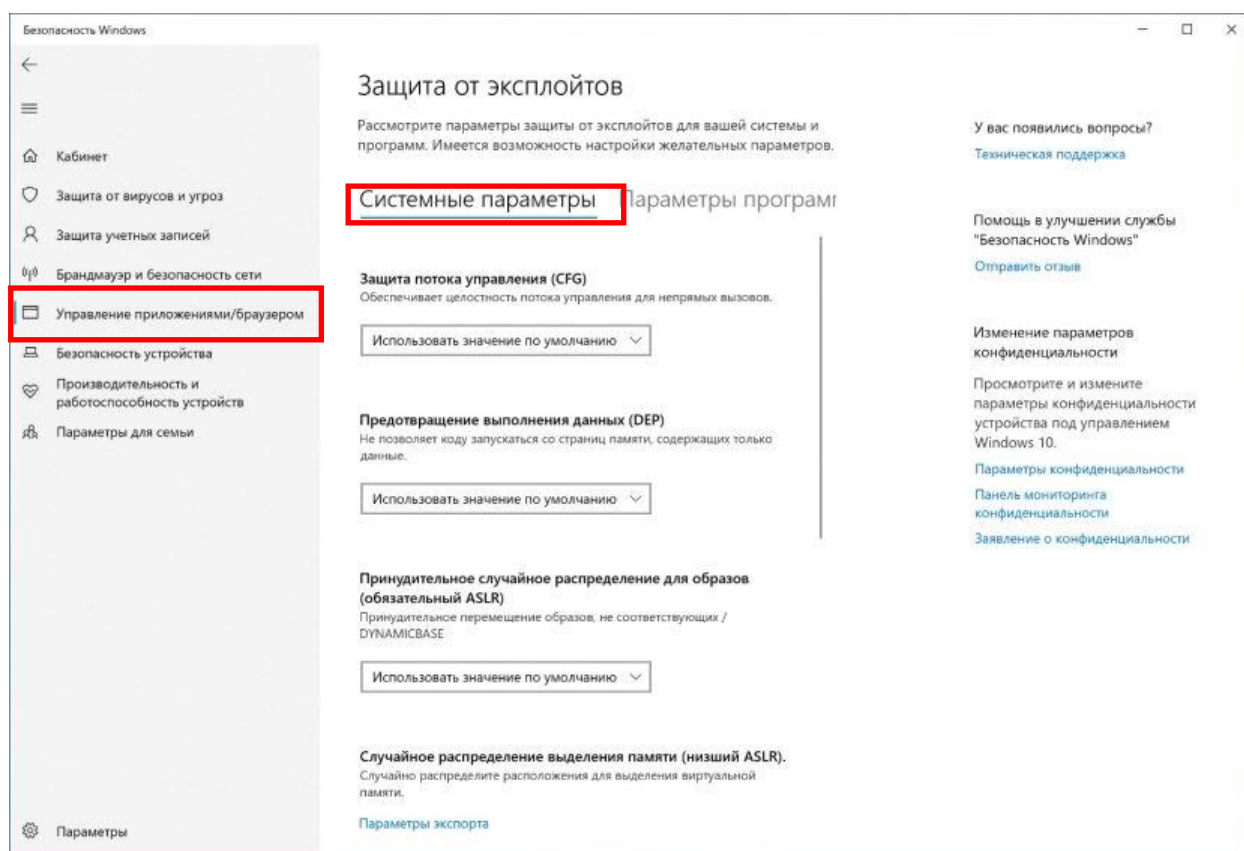 Безопасность Windows
Кабинет
Защита от вирусов и угроз
Защита учетных записей
Брандмауэр и безопасность сети
Управление приложениями/браузером
Безопасность устройства
Производительность и
работоспособность устройств
Параметры для семьи
Параметры
Защита от эксплойтов
Рассмотрите параметры защиты от эксплойтов для вашей системы и
программ. Имеется возможность настройки желательных параметров.
Системные параметры Параметры програм
Защита потока управления (CFG)
Обеспечивает целостность потока управления для непрямых вызовов.
Использовать значение по умолчанию
Предотвращение выполнения данных (DEP)
Не позволяет коду запускаться со страниц памяти, содержащих только
данные.
Использовать значение по умолчанию
Принудительное случайное распределение для образов
(обязательный ASLR)
Принудительное перемещение образов, не соответствующих /
DYNAMICBASE
Использовать значение по умолчанию
Случайное распределение выделения памяти (низший ASLR).
Случайно распределите расположения для выделения виртуальной
памяти.
Параметры экспорта
У вас появились вопросы?
Техническая поддержка
Помощь в улучшении службы
"Безопасность Windows"
Отправить отзыв
Изменение параметров
конфиденциальности
Просмотрите и измените
параметры конфиденциальности
устройства под управлением
Windows 10.
Параметры конфиденциальности
Панель мониторинга
конфиденциальности
Заявление о конфиденциальности